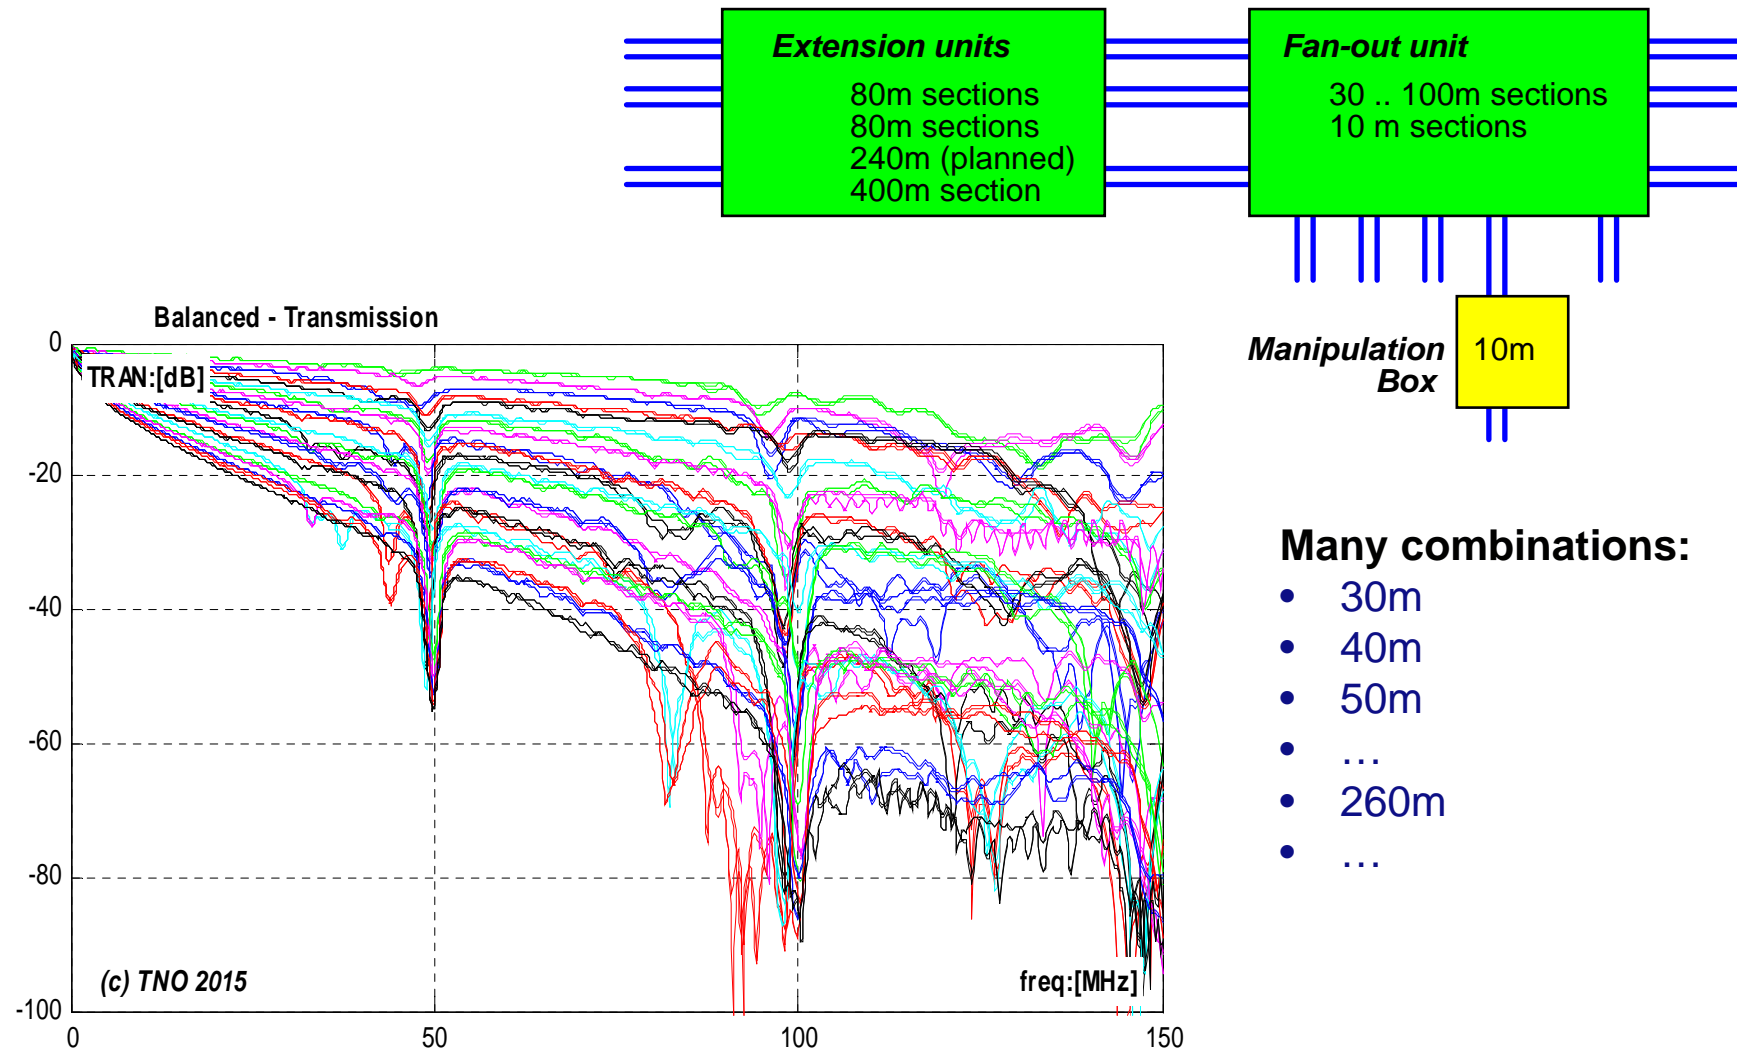 Extension units
80m sections
80m sections
240m (planned)
400m section
Fan-out unit
30 .. 100m sections
10 m sections
Manipulation
Box
10m
Balanced - Transmission
TRAN:[dB]
0
-20
-40
-60
-80
-100
(c) TNO 2015
freq:[MHz]
0
50
100
150
Many combinations:
• 30m
• 40m
• 50m
• …
• 260m
• …